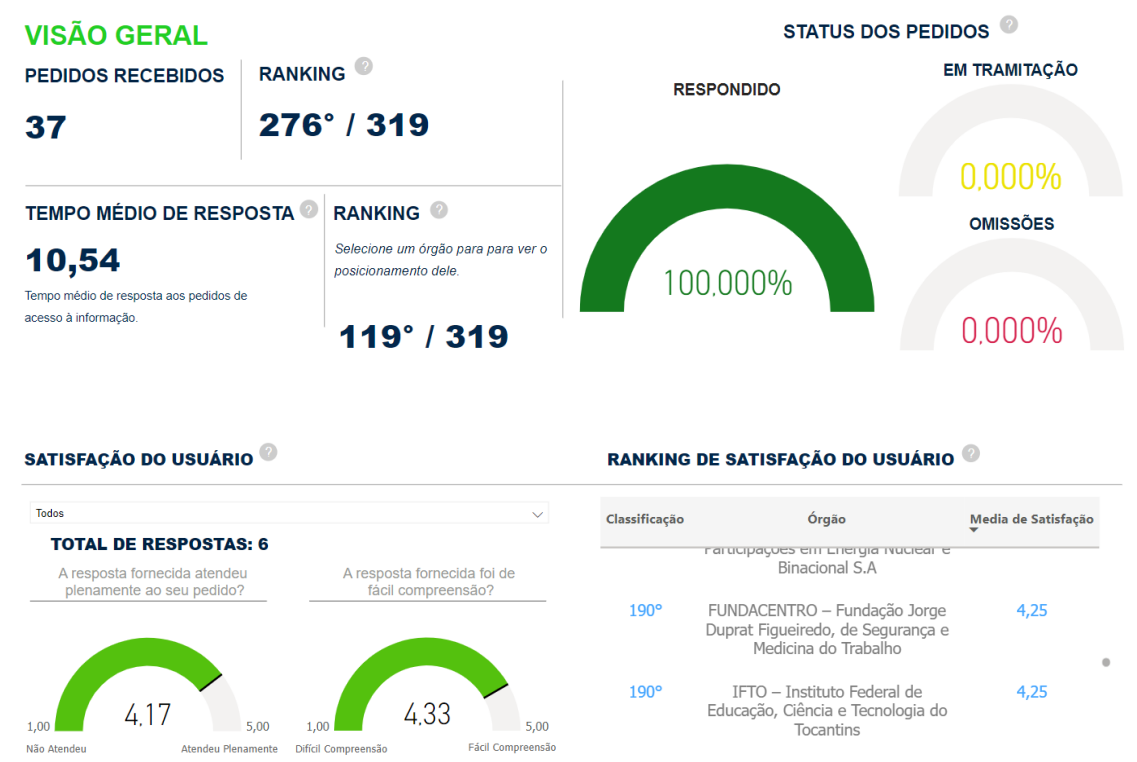 VISÃO GERAL
PEDIDOS RECEBIDOS
37
RANKING ?
276° / 319
TEMPO MÉDIO DE RESPOSTA ?
10,54
Tempo médio de resposta aos pedidos de
acesso à informação.
RANKING ?
Selecione um órgão para para ver o
posicionamento dele.
119° / 319
STATUS DOS PEDIDOS ?
RESPONDIDO
100,000%
EM TRAMITAÇÃO
0,000%
OMISSÕES
0,000%
SATISFAÇÃO DO USUÁRIO ?
Todos
TOTAL DE RESPOSTAS: 6
A resposta fornecida atendeu
plenamente ao seu pedido?
4,17
1,00
5,00
Não Atendeu
Atendeu Plenamente
A resposta fornecida foi de
fácil compreensão?
4,33
1,00
5,00
Difícil Compreensão
Fácil Compreensão
RANKING DE SATISFAÇÃO DO USUÁRIO ?
Classificação
Órgão
Media de Satisfação
Participações em Energia Nuclear e
Binacional S.A
190°
FUNDACENTRO – Fundação Jorge
Duprat Figueiredo, de Segurança e
Medicina do Trabalho
4,25
190°
IFTO – Instituto Federal de
Educação, Ciência e Tecnologia do
Tocantins
4,25